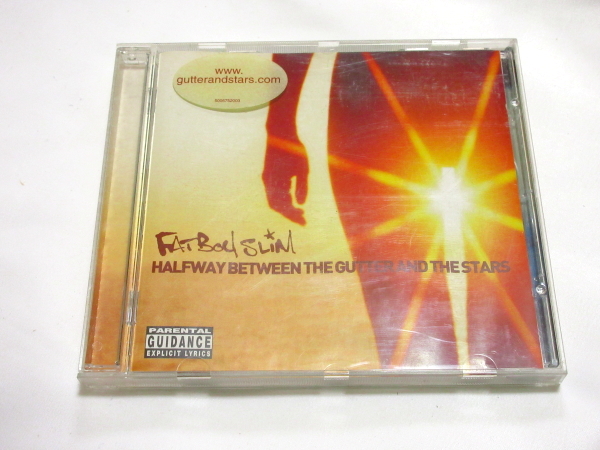 www.
gutterandstars.com
FATBOY SLIM
HALFWAY BETWEEN THE GUTTER AND THE STARS
PARENTAL
GUIDANCE
EXPLICIT LYRICS